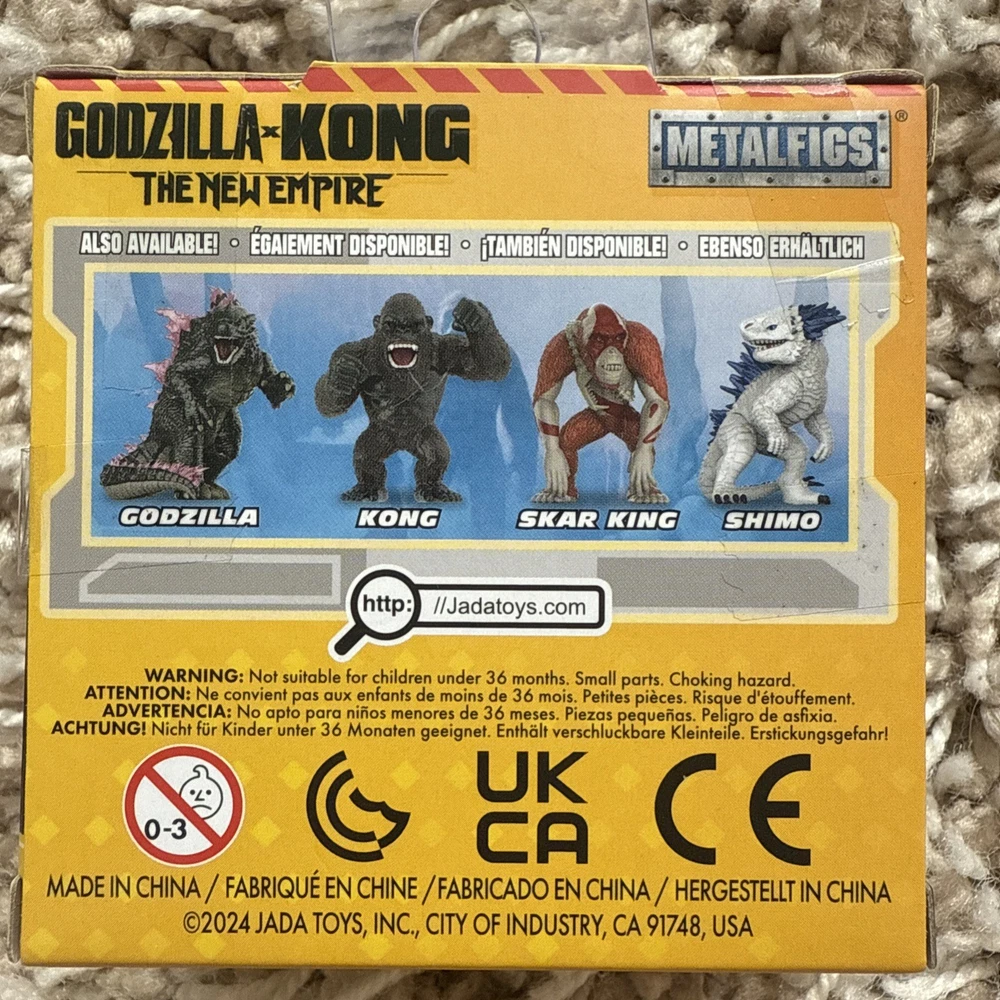 GODZILLA x KONG
THE NEW EMPIRE
METALFIGS®
ALSO AVAILABLE! • ÉGAIEMENT DISPONIBLE! • ¡TAMBIÉN DISPONIBLE! • EBENSO ERHÄLTLICH
GODZILLA KONG SKAR KING SHIMO
http: //Jadatoys.com
WARNING: Not suitable for children under 36 months. Small parts. Choking hazard.
ATTENTION: Ne convient pas aux enfants de moins de 36 mois. Petites pièces. Risque d'étouffement.
ADVERTENCIA: No apto para niños menores de 36 meses. Piezas pequeñas. Peligro de asfixia.
ACHTUNG! Nicht für Kinder unter 36 Monaten geeignet. Enthält verschluckbare Kleinteile. Erstickungsgefahr!
0-3
UK
CA
CE
MADE IN CHINA / FABRIQUÉ EN CHINE /FABRICADO EN CHINA / HERGESTELLT IN CHINA
©2024 JADA TOYS, INC., CITY OF INDUSTRY, CA 91748, USA